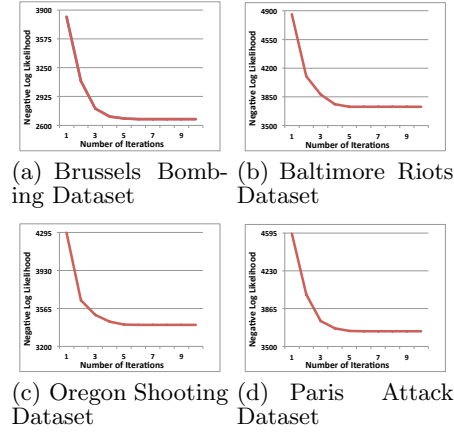 3900
3575
3250
2925
2600
Negative Log Likelihood
1 3 5 7 9
Number of Iterations
4900
4550
4200
3850
3500
Negative Log Likelihood
1 3 5 7 9
Number of Iterations
(a) Brussels Bomb-
ing Dataset
(b) Baltimore Riots
Dataset
4295
3930
3565
3200
Negative Log Likelihood
1 3 5 7 9
Number of Iterations
4595
4230
3865
3500
Negative Log Likelihood
1 3 5 7 9
Number of Iterations
(c) Oregon Shooting
Dataset
(d) Paris Attack
Dataset